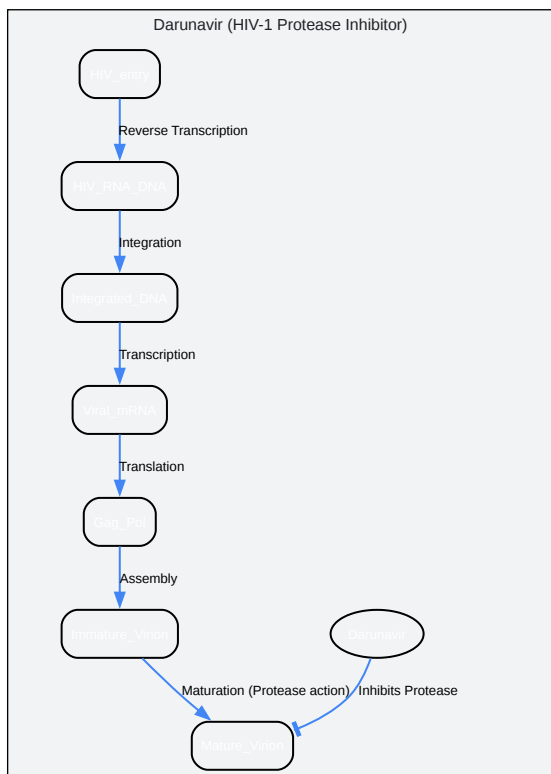 Darunavir (HIV-1 Protease Inhibitor)
HIV_entry
Reverse Transcription
HIV_RNA_DNA
Integration
Integrated_DNA
Transcription
Viral_mRNA
Translation
Gag_Pol
Assembly
Immature_Virion
Darunavir
Maturation (Protease action)
Inhibits Protease
Mature_Virion